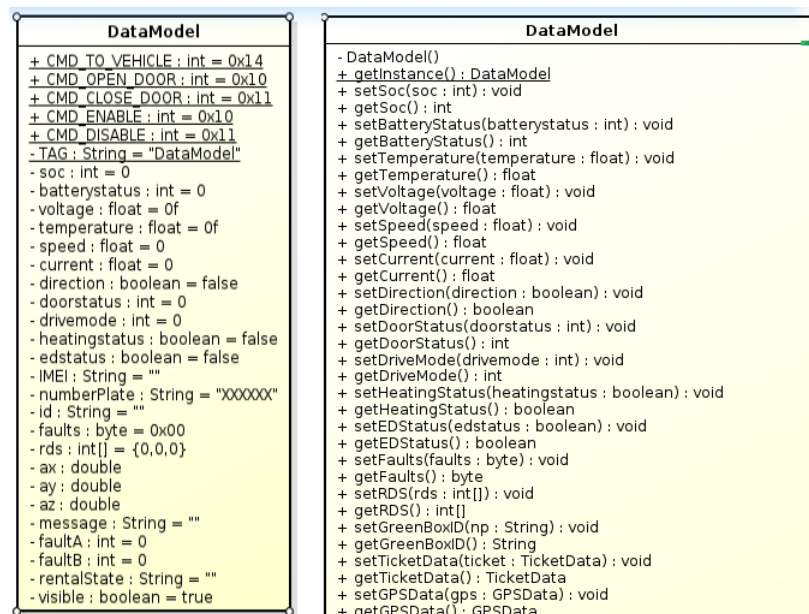 DataModel
+ CMD_TO_VEHICLE : int = 0x14
+ CMD_OPEN_DOOR : int = 0x10
+ CMD_CLOSE_DOOR : int = 0x11
+ CMD_ENABLE : int = 0x10
+ CMD_DISABLE : int = 0x11
- TAG : String = "DataModel"
- soc : int = 0
- batterystatus : int = 0
- voltage : float = 0f
- temperature : float = 0f
- speed : float = 0
- current : float = 0
- direction : boolean = false
- doorstatus : int = 0
- drivemode : int = 0
- heatingstatus : boolean = false
- edstatus : boolean = false
- IMEI : String = ""
- numberPlate : String = "XXXXXX"
- id : String = ""
- faults : byte = 0x00
- rds : int[] = {0,0,0}
- ax : double
- ay : double
- az : double
- message : String = ""
- faultA : int = 0
- faultB : int = 0
- rentalState : String = ""
- visible : boolean = true
DataModel
- DataModel()
+ getInstance() : DataModel
+ setSoc(soc : int) : void
+ getSoc() : int
+ setBatteryStatus(batterystatus : int) : void
+ getBatteryStatus() : int
+ setTemperature(temperature : float) : void
+ getTemperature() : float
+ setVoltage(voltage : float) : void
+ getVoltage() : float
+ setSpeed(speed : float) : void
+ getSpeed() : float
+ setCurrent(current : float) : void
+ getCurrent() : float
+ setDirection(direction : boolean) : void
+ getDirection() : boolean
+ setDoorStatus(doorstatus : int) : void
+ getDoorStatus() : int
+ setDriveMode(drivemode : int) : void
+ getDriveMode() : int
+ setHeatingStatus(heatingstatus : boolean) : void
+ getHeatingStatus() : boolean
+ setEDStatus(edstatus : boolean) : void
+ getEDStatus() : boolean
+ setFaults(faults : byte) : void
+ getFaults() : byte
+ setRDS(rds : int[]) : void
+ getRDS() : int[]
+ setGreenBoxID(np : String) : void
+ getGreenBoxID() : String
+ setTicketData(ticket : TicketData) : void
+ getTicketData() : TicketData
+ setGPSData(gps : GPSData) : void
+ getGPSData() : GPSData